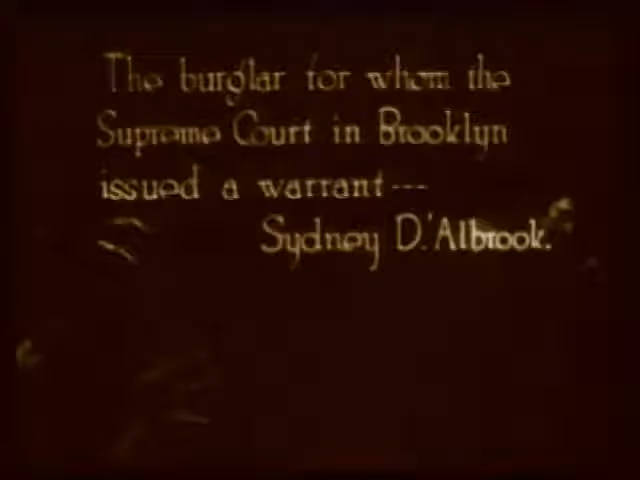 The burglar for whom the
Supreme Court in Brooklyn
issued a warrant---
Sydney D.'Albrook.